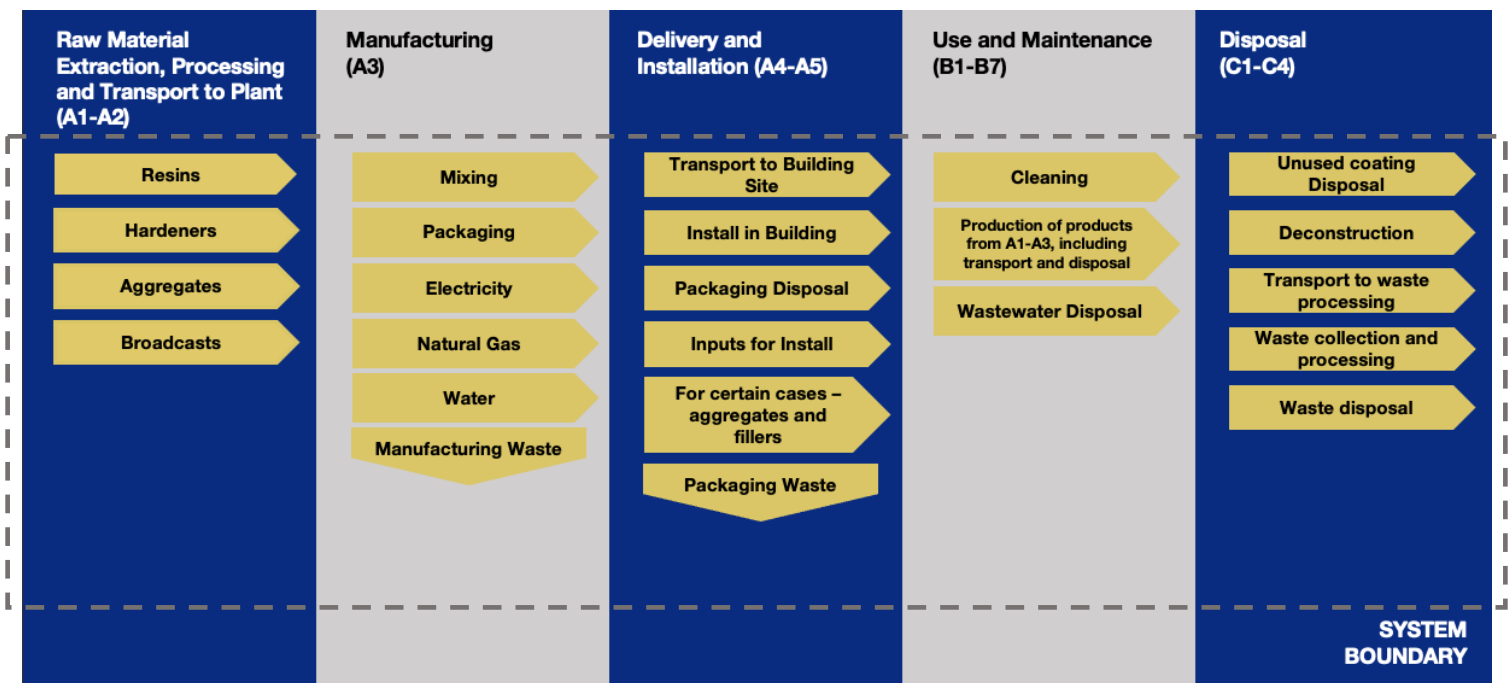 Raw Material
Extraction, Processing
and Transport to Plant
(A1-A2)
Resins
Hardeners
Aggregates
Broadcasts
Manufacturing
(A3)
Mixing
Packaging
Electricity
Natural Gas
Water
Manufacturing Waste
Delivery and
Installation (A4-A5)
Transport to Building
Site
Install in Building
Packaging Disposal
Inputs for Install
For certain cases –
aggregates and
fillers
Packaging Waste
Use and Maintenance
(B1-B7)
Cleaning
Production of products
from A1-A3, including
transport and disposal
Wastewater Disposal
Disposal
(C1-C4)
Unused coating
Disposal
Deconstruction
Transport to waste
processing
Waste collection and
processing
Waste disposal
SYSTEM
BOUNDARY